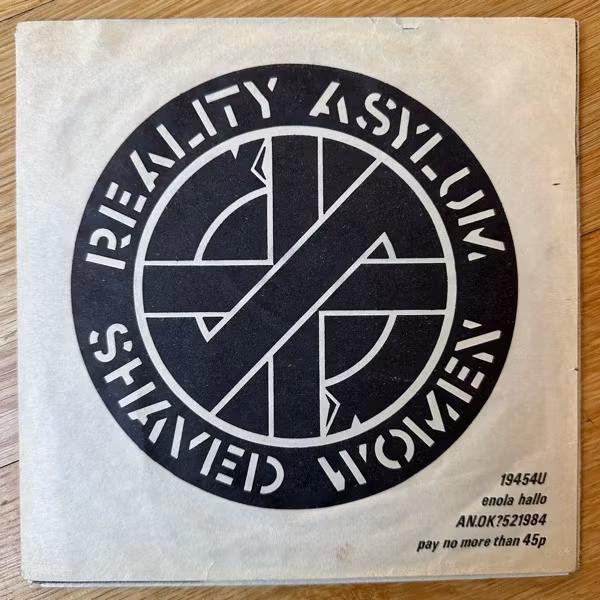 REALITY ASYLUM
SHAVED WOMEN
19454U
enola hallo
AN.OK?521984
pay no more than 45p